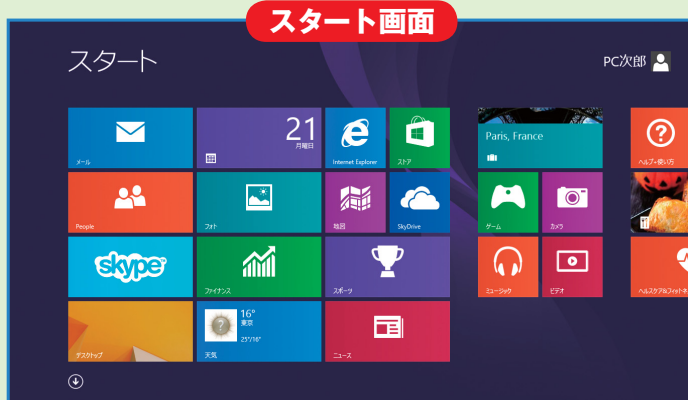 スタート画面
スタート
PC次郎
メール
21
月曜日
Internet Explorer
ストア
Paris, France
ヘルプ+使い方
People
フォト
地図
SkyDrive
ゲーム
カメラ
skype
ファイナンス
スポーツ
ミュージック
ビデオ
ヘルスケア&フィットネ
デスクトップ
16°
東京
25°/16°
天気
ニュース